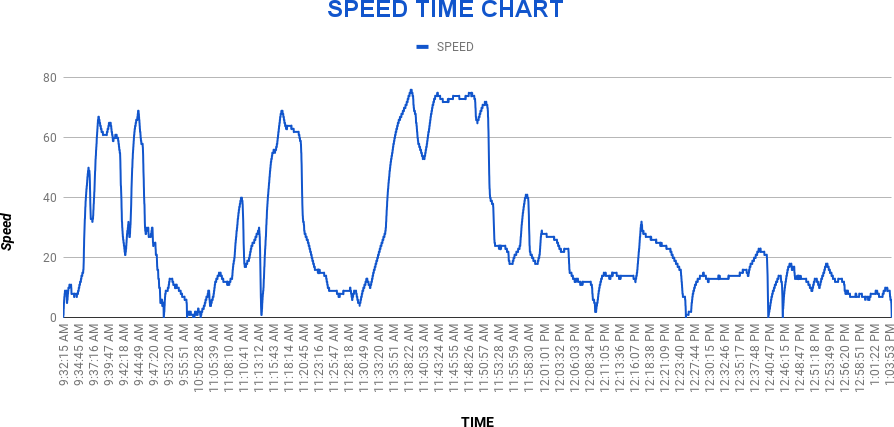 SPEED TIME CHART
SPEED
80
60
40
20
0
Speed
9:32:15 AM
9:34:45 AM
9:37:16 AM
9:39:47 AM
9:42:18 AM
9:44:49 AM
9:47:20 AM
9:53:20 AM
9:55:51 AM
10:50:28 AM
11:05:39 AM
11:08:10 AM
11:10:41 AM
11:13:12 AM
11:15:43 AM
11:18:14 AM
11:20:45 AM
11:23:16 AM
11:25:47 AM
11:28:18 AM
11:30:49 AM
11:33:20 AM
11:35:51 AM
11:38:22 AM
11:40:53 AM
11:43:24 AM
11:45:55 AM
11:48:26 AM
11:50:57 AM
11:53:28 AM
11:55:59 AM
11:58:30 AM
12:01:01 PM
12:03:32 PM
12:06:03 PM
12:08:34 PM
12:11:05 PM
12:13:36 PM
12:16:07 PM
12:18:38 PM
12:21:09 PM
12:23:40 PM
12:27:44 PM
12:30:15 PM
12:32:46 PM
12:35:17 PM
12:37:48 PM
12:40:47 PM
12:46:15 PM
12:48:47 PM
12:51:18 PM
12:53:49 PM
12:56:20 PM
12:58:51 PM
1:01:22 PM
1:03:53 PM
TIME